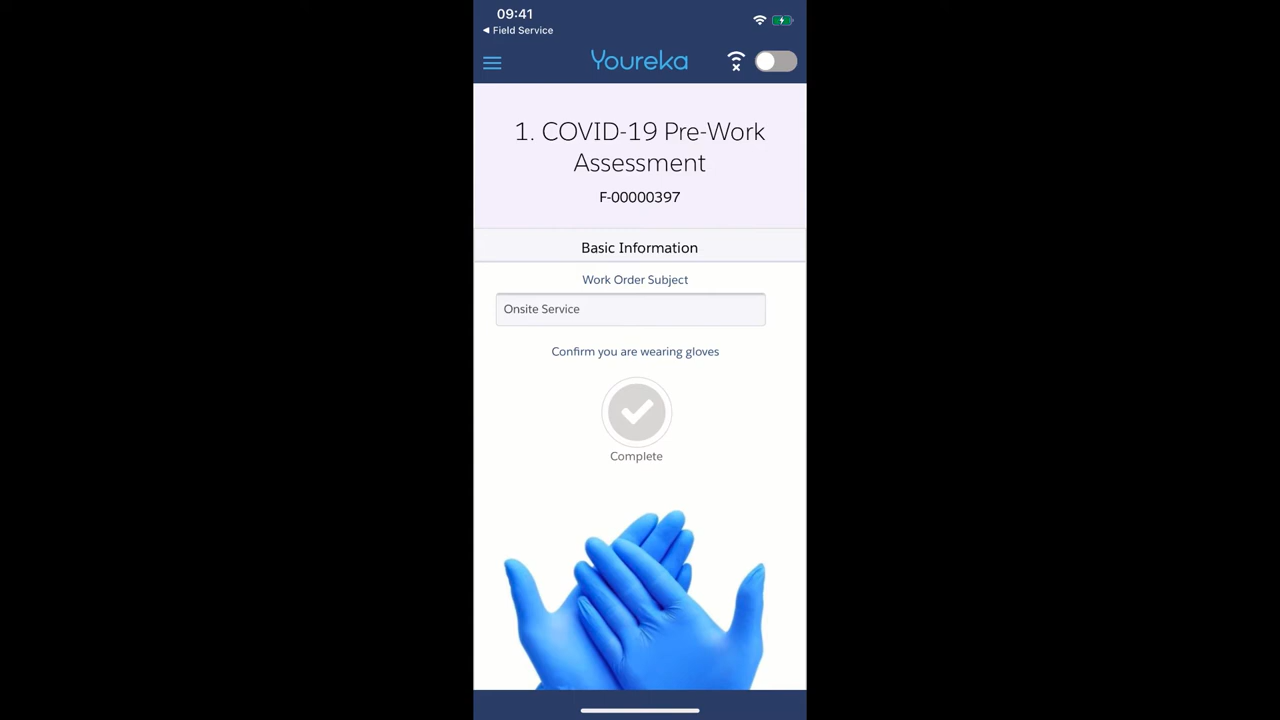 09:41
◀ Field Service
Youreka
1. COVID-19 Pre-Work
Assessment
F-00000397
Basic Information
Work Order Subject
Onsite Service
Confirm you are wearing gloves
Complete